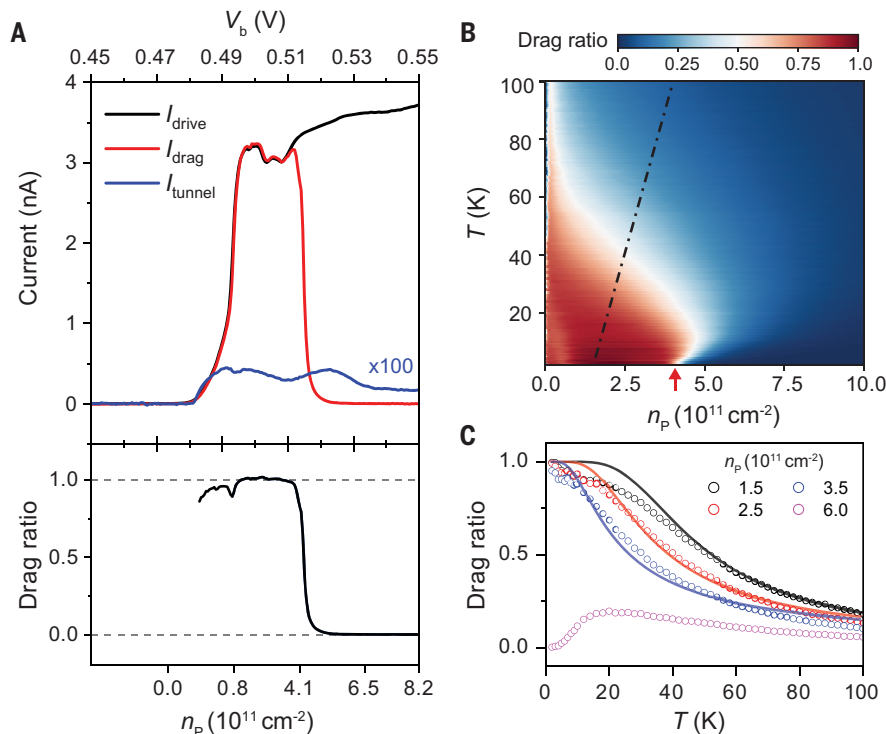 A
V_b (V)
0.45 0.47 0.49 0.51 0.53 0.55
4
3
2
1
0
Current (nA)
I_drive
I_drag
I_tunnel
x100
1.0
0.0
Drag ratio
0.0 0.8 4.1 6.5 8.2
n_P (10^11 cm^-2)
B
Drag ratio
0.0 0.25 0.50 0.75 1.0
100
80
60
40
20
T (K)
0.0 2.5 5.0 7.5 10.0
n_P (10^11 cm^-2)
C
1.0
0.5
0.0
Drag ratio
n_P (10^11 cm^-2)
1.5 3.5
2.5 6.0
0 20 40 60 80 100
T (K)